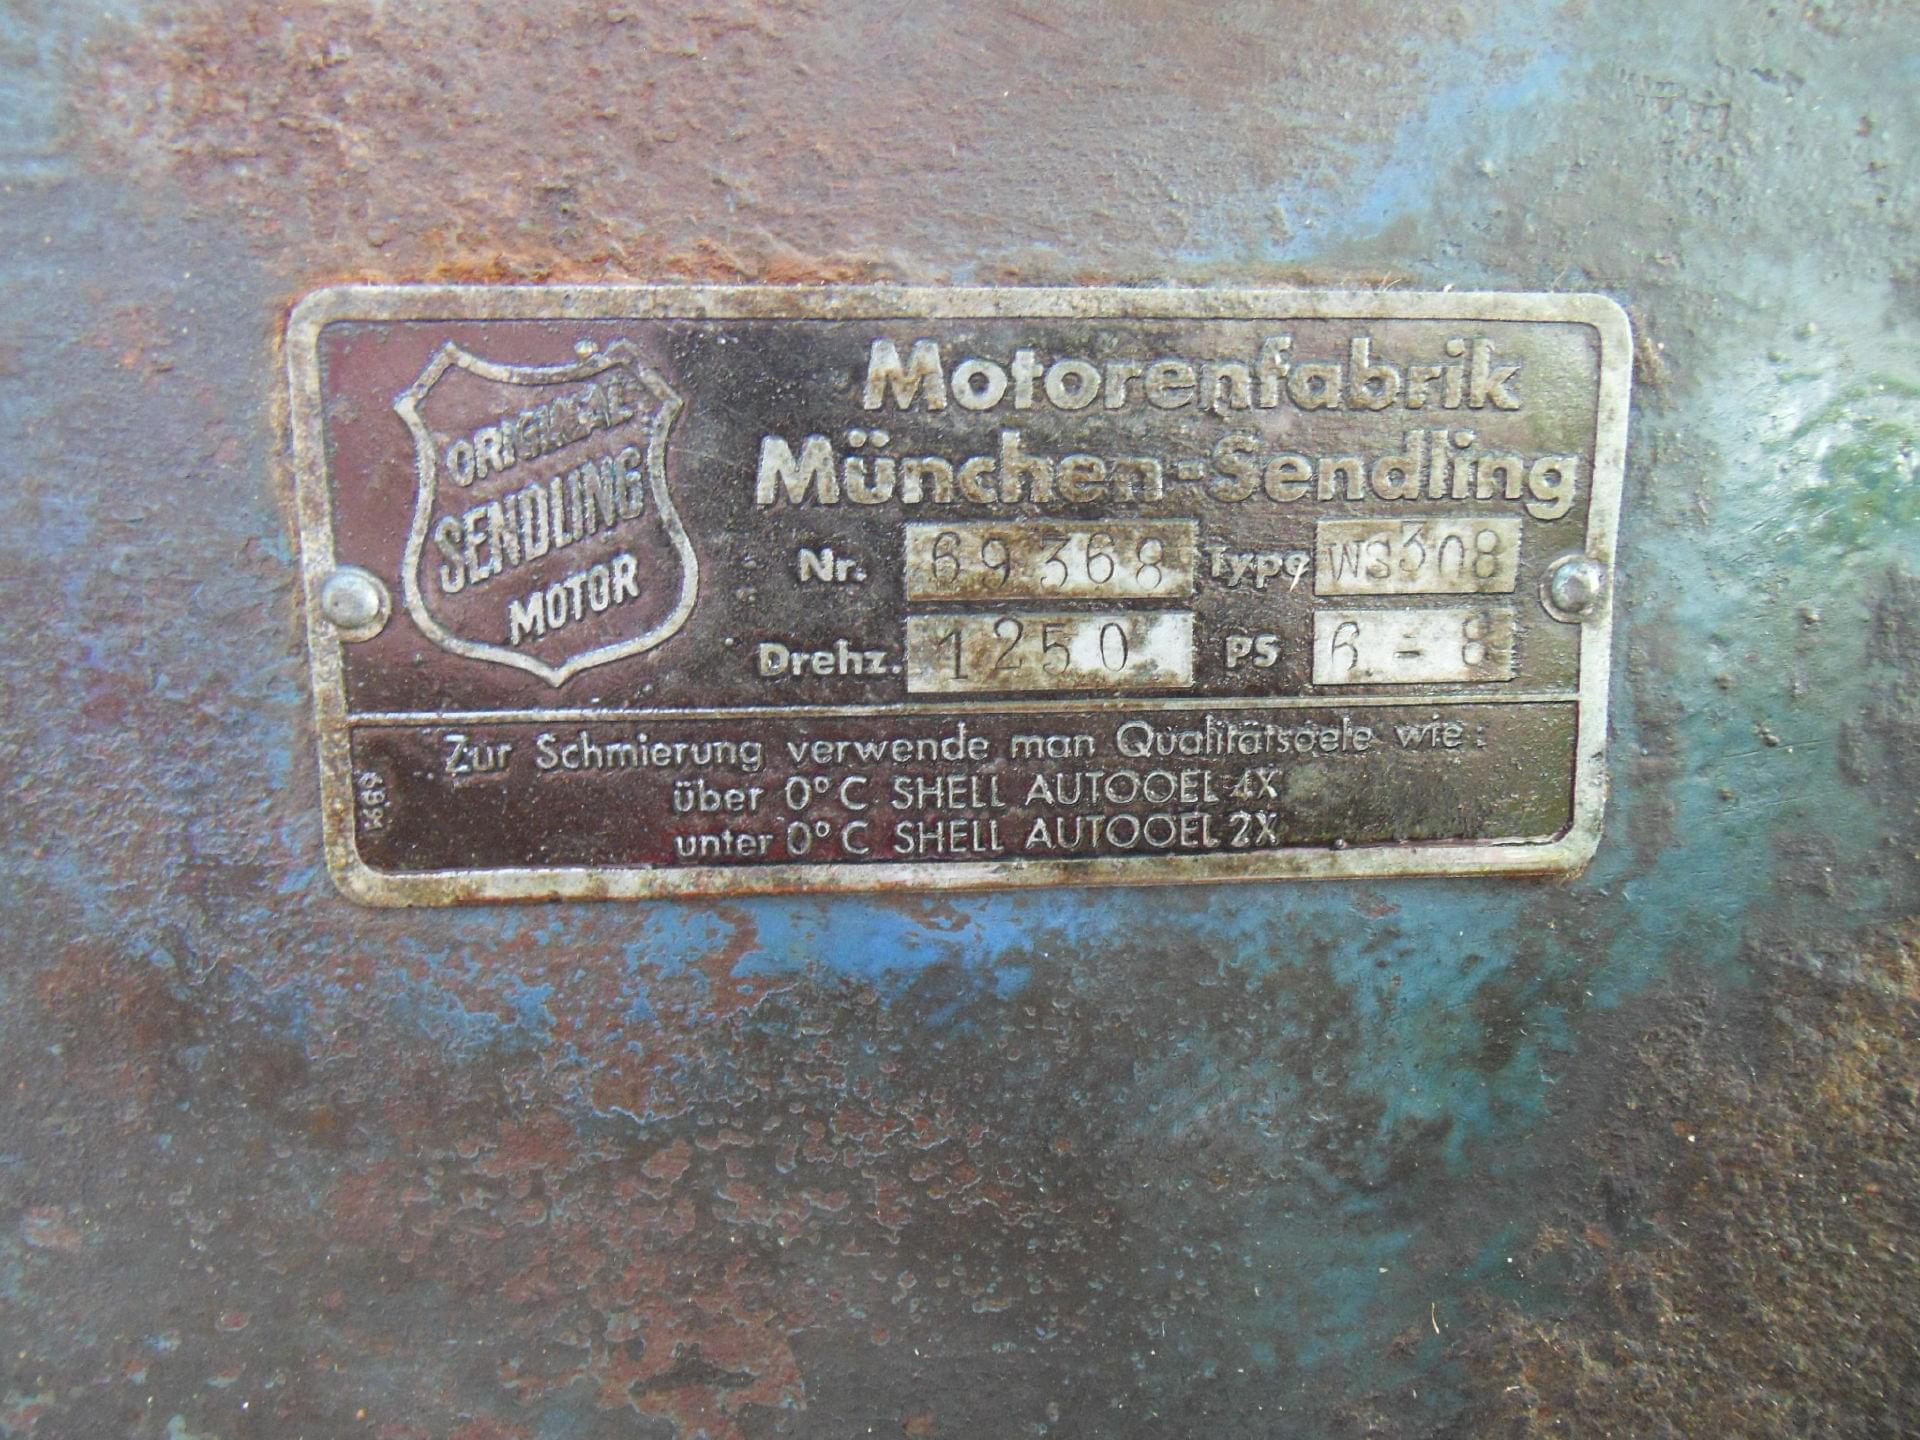 ORIGINAL
SENDLING
MOTOR
Motorenfabrik
München-Sendling
Nr. 69368 Type WS308
Drehz. 1250 PS 6-8
Zur Schmierung verwende man Qualitätsoele wie:
über 0°C SHELL AUTOOEL 4X
unter 0°C SHELL AUTOOEL 2X